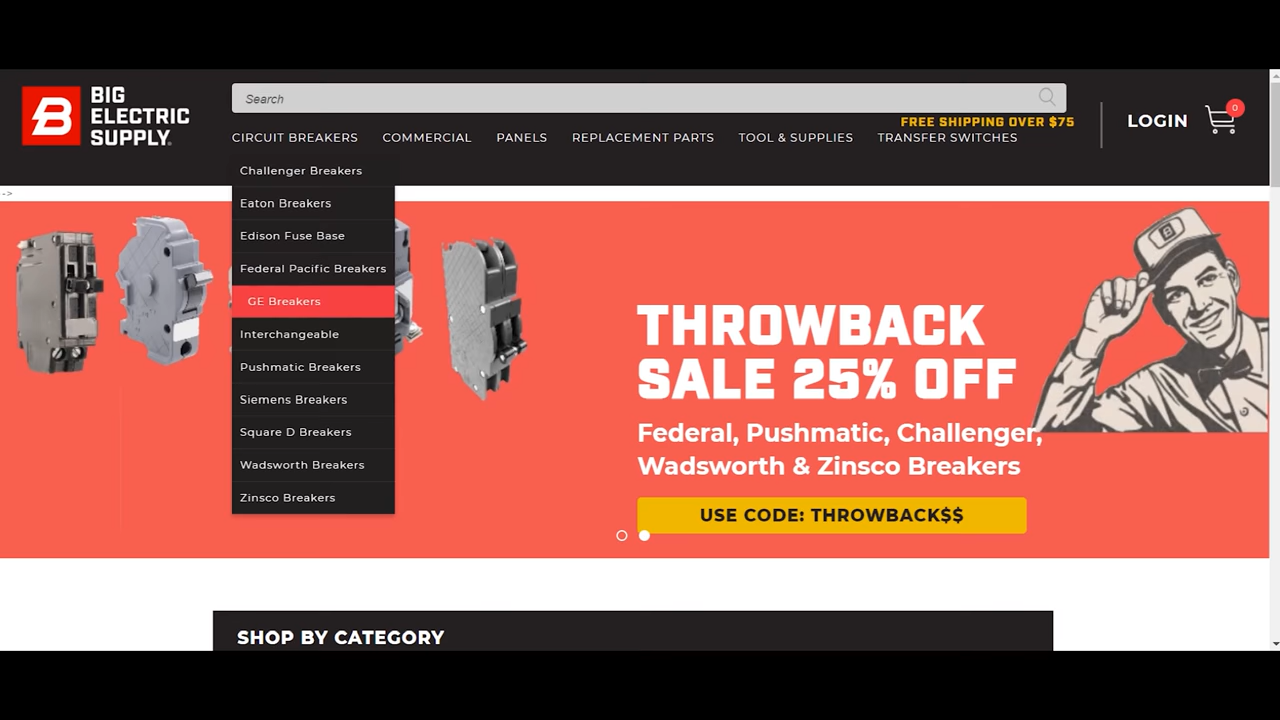 BIG
ELECTRIC
SUPPLY.
Search
FREE SHIPPING OVER $75
CIRCUIT BREAKERS COMMERCIAL PANELS REPLACEMENT PARTS TOOL & SUPPLIES TRANSFER SWITCHES
LOGIN
0
Challenger Breakers
->
Eaton Breakers
Edison Fuse Base
Federal Pacific Breakers
GE Breakers
Interchangeable
Pushmatic Breakers
Siemens Breakers
Square D Breakers
Wadsworth Breakers
Zinsco Breakers
THROWBACK
SALE 25% OFF
Federal, Pushmatic, Challenger,
Wadsworth & Zinsco Breakers
USE CODE: THROWBACK$$
SHOP BY CATEGORY